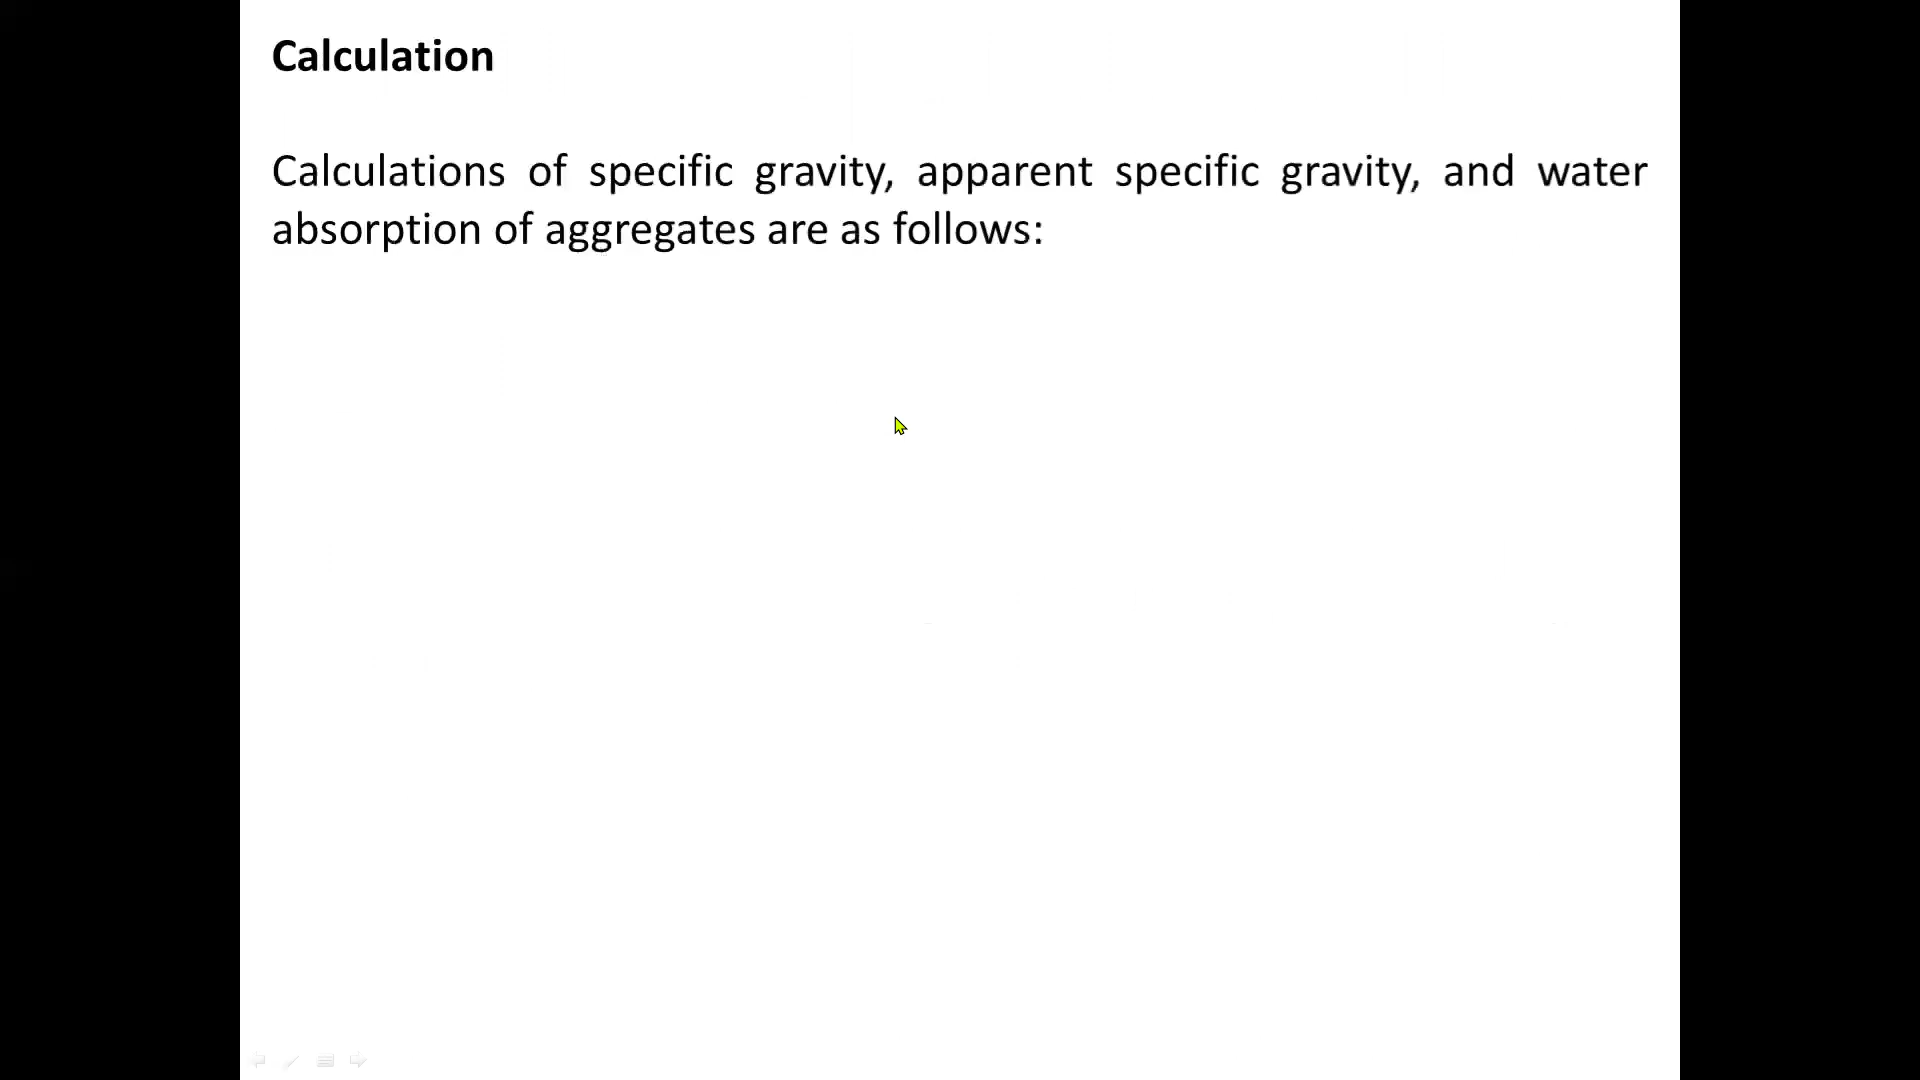 Calculation
Calculations of specific gravity, apparent specific gravity, and water
absorption of aggregates are as follows: